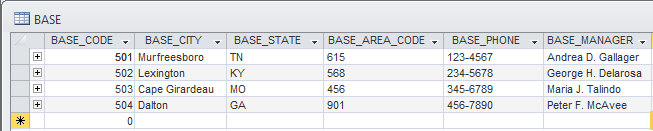 BASE
BASE_CODE BASE_CITY BASE_STATE BASE_AREA_CODE BASE_PHONE BASE_MANAGER
501 Murfreesboro TN 615 123-4567 Andrea D. Gallager
502 Lexington KY 568 234-5678 George H. Delarosa
503 Cape Girardeau MO 456 345-6789 Maria J. Talindo
504 Dalton GA 901 456-7890 Peter F. McAvee
0